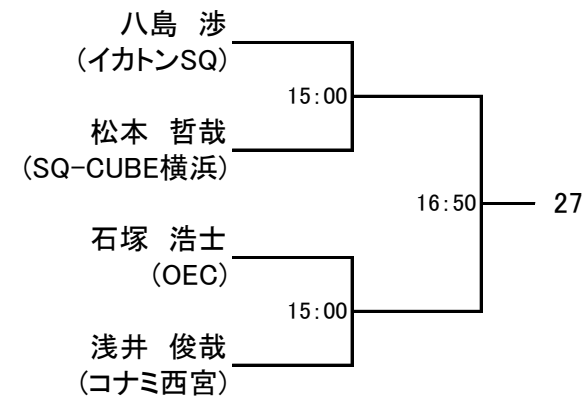 八島　渉
(イカトンSQ)
15:00
松本　哲哉
(SQ-CUBE横浜)
16:50
27
石塚　浩士
(OEC)
15:00
浅井　俊哉
(コナミ西宮)